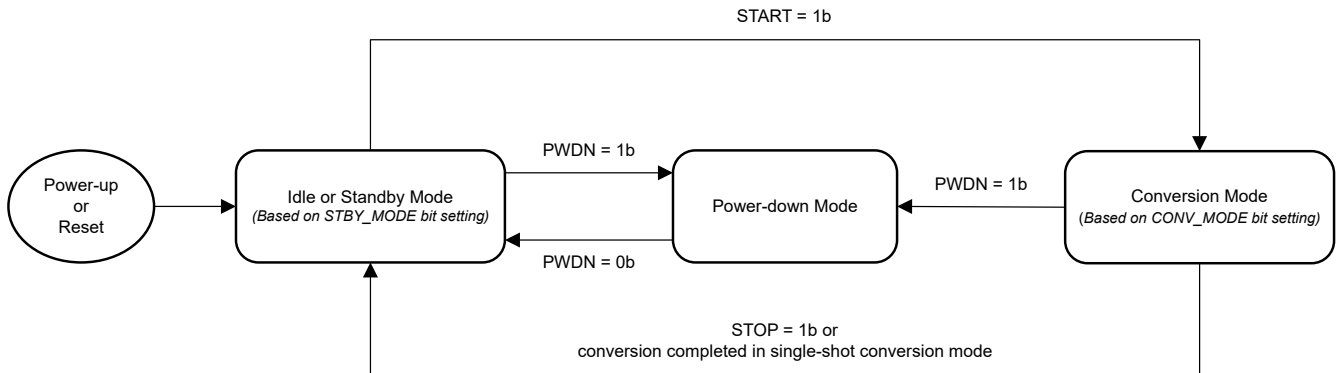 START = 1b
Power-up
or
Reset
Idle or Standby Mode
(Based on STBY_MODE bit setting)
PWDN = 1b
PWDN = 0b
Power-down Mode
PWDN = 1b
Conversion Mode
(Based on CONV_MODE bit setting)
STOP = 1b or
conversion completed in single-shot conversion mode